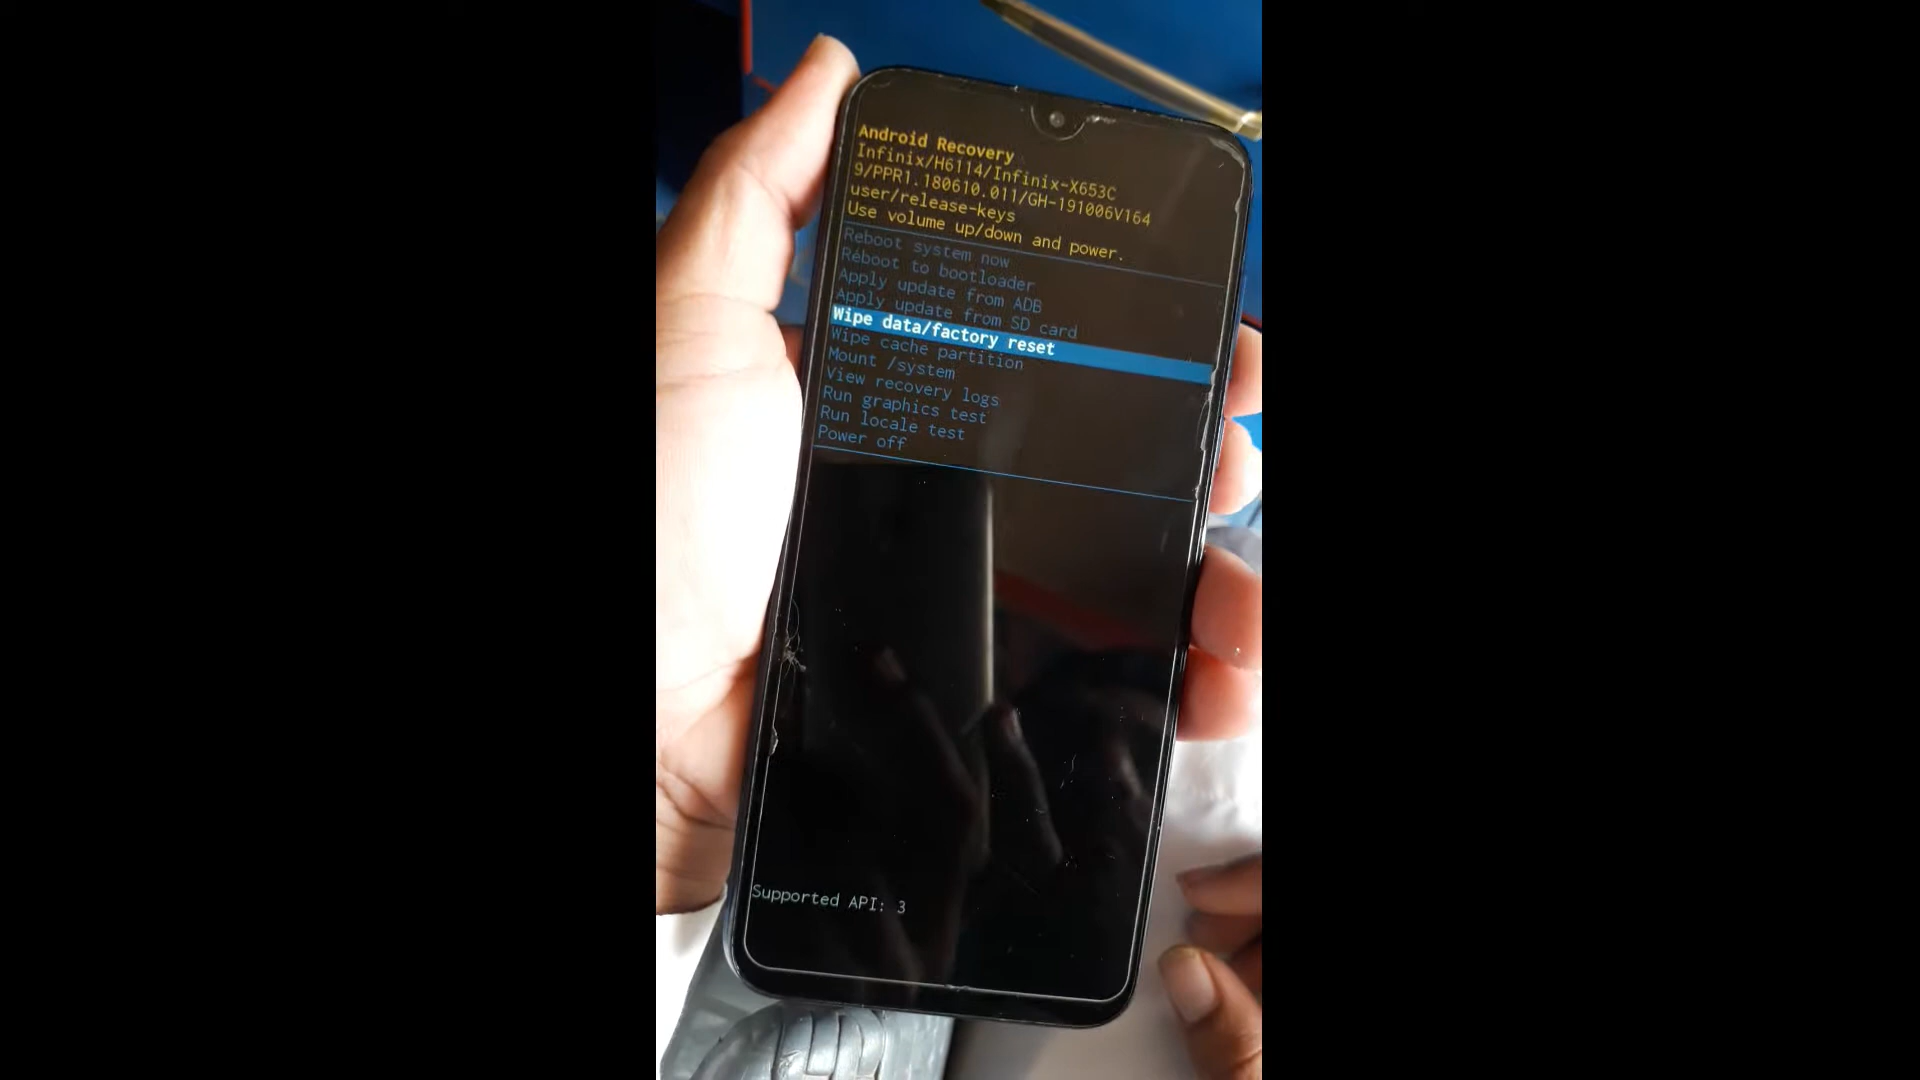 Android Recovery
Infinix/H6114/Infinix-X653C
9/PPR1.180610.011/GH-191006V164
user/release-keys
Use volume up/down and power.
Reboot system now
Reboot to bootloader
Apply update from ADB
Apply update from SD card
Wipe data/factory reset
Wipe cache partition
Mount /system
View recovery logs
Run graphics test
Run locale test
Power off
Supported API: 3